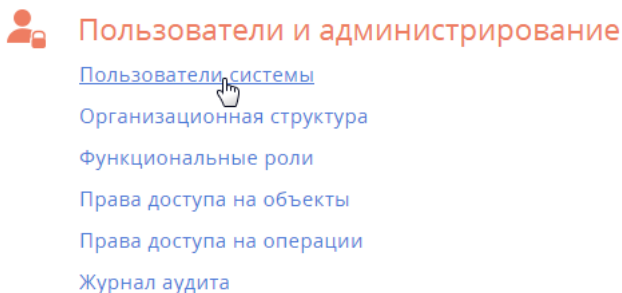 Пользователи и администрирование
Пользователи системы
Организационная структура
Функциональные роли
Права доступа на объекты
Права доступа на операции
Журнал аудита